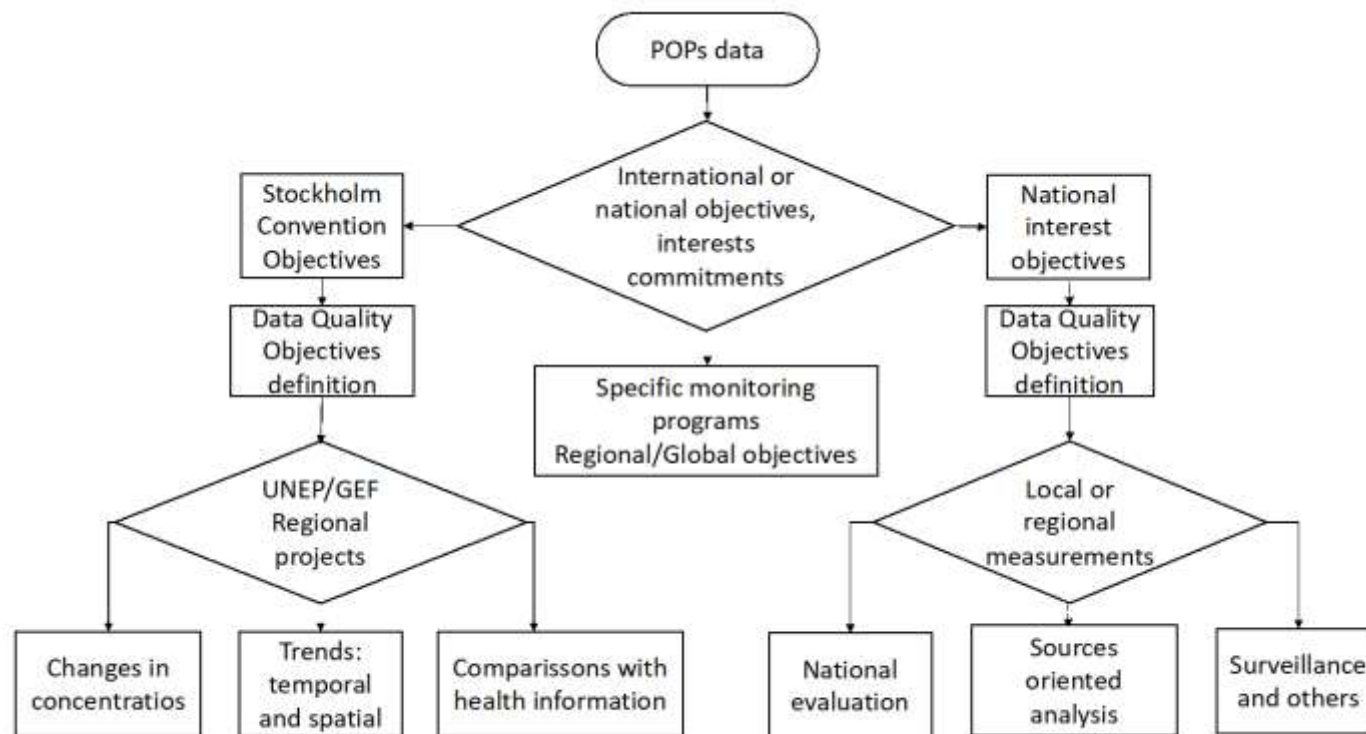 POPs data
International or
national objectives,
interests
commitments
Stockholm
Convention
Objectives
National
interest
objectives
Data Quality
Objectives
definition
Specific monitoring
programs
Regional/Global objectives
Data Quality
Objectives
definition
UNEP/GEF
Regional
projects
Local or
regional
measurements
Changes in
concentratios
Trends:
temporal
and spatial
Comparissons with
health information
National
evaluation
Sources
oriented
analysis
Surveillance
and others